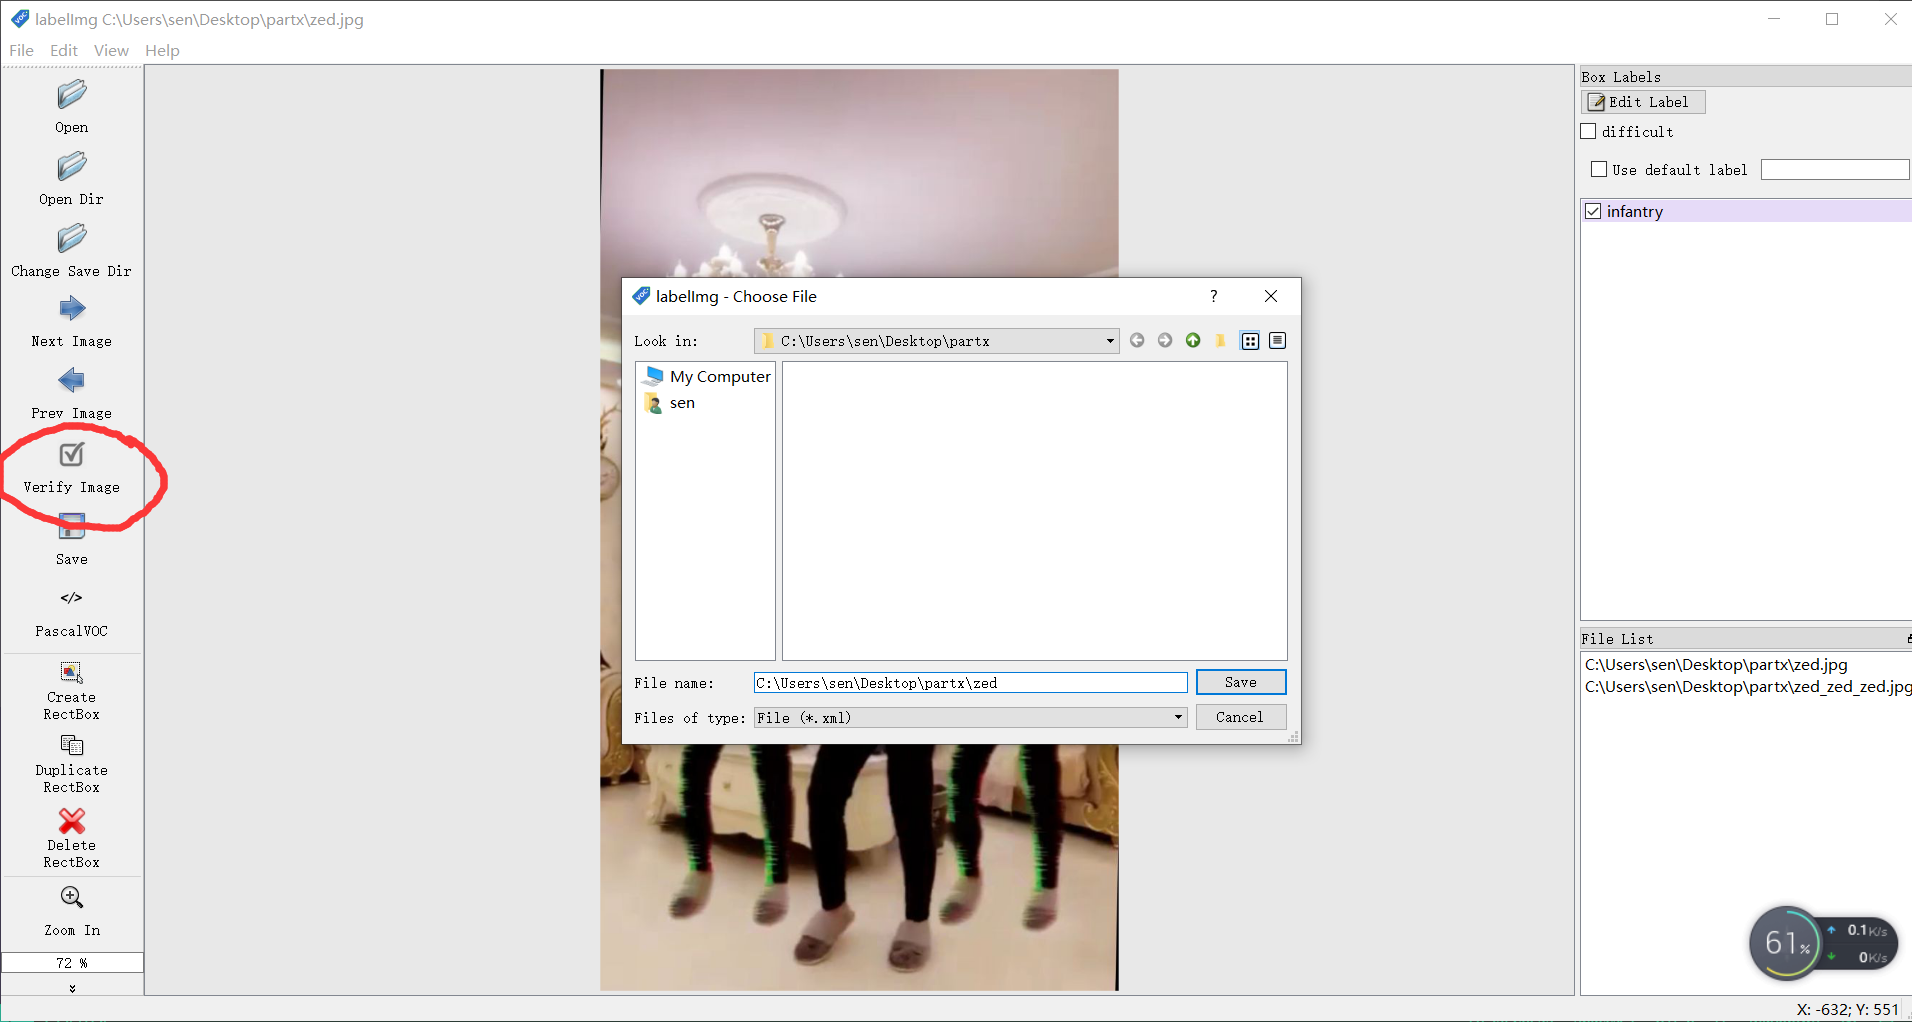 labelImg C:\Users\sen\Desktop\partx\zed.jpg
File Edit View Help
Open
Open Dir
Change Save Dir
Next Image
Prev Image
Verify Image
Save
</>
PascalVOC
Create
RectBox
Duplicate
RectBox
Delete
RectBox
Zoom In
72 %
labelImg - Choose File
?
Look in:
C:\Users\sen\Desktop\partx
My Computer
sen
File name:
C:\Users\sen\Desktop\partx\zed
Save
Files of type:
File (*.xml)
Cancel
Box Labels
Edit Label
difficult
Use default label
infantry
File List
C:\Users\sen\Desktop\partx\zed.jpg
C:\Users\sen\Desktop\partx\zed_zed_zed.jpg
61%
0.1K/s
0K/s
X: -632; Y: 551